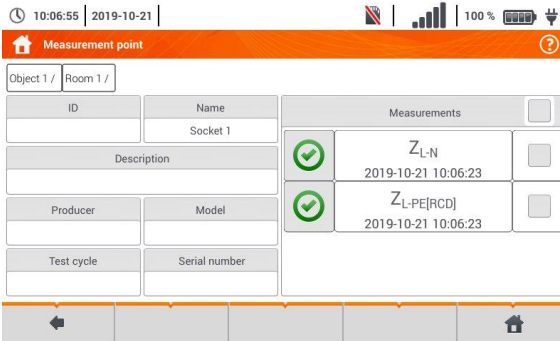 10:06:55 2019-10-21 100 %
Measurement point ?
Object 1 / Room 1 /
ID Name Measurements
Socket 1
Z L-N
2019-10-21 10:06:23
Description
Z L-PE[RCD]
2019-10-21 10:06:23
Producer Model
Test cycle Serial number